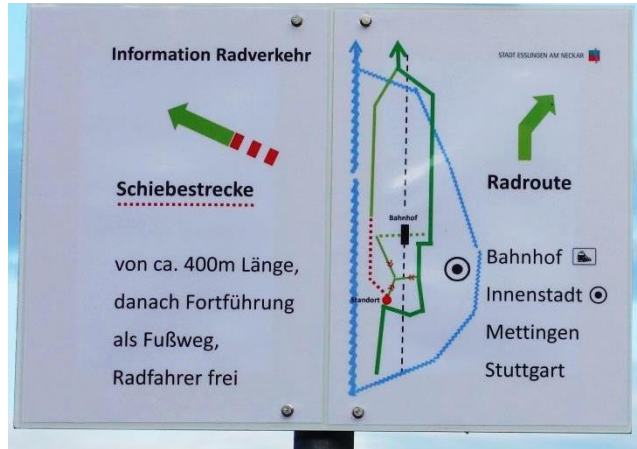 Information Radverkehr
Schiebestrecke
von ca. 400m Länge,
danach Fortführung
als Fußweg,
Radfahrer frei
STADT ESSLINGEN AM NECKAR
Bahnhof
Standort
Radroute
Bahnhof
Innenstadt
Mettingen
Stuttgart